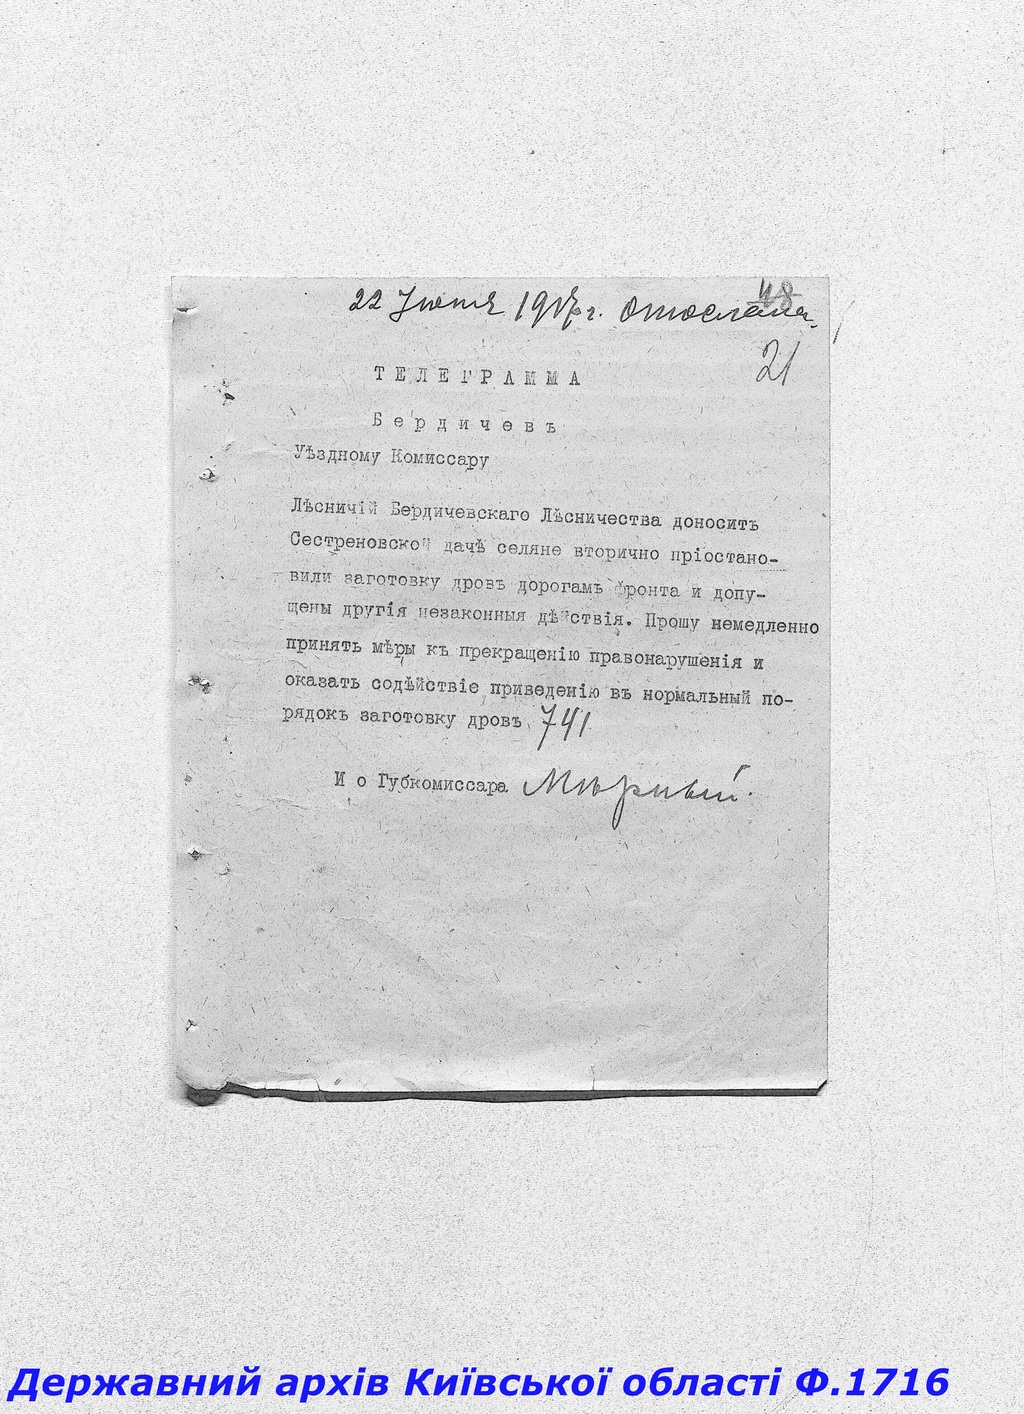 48
22 Іюня 1917 г. Отослана.
21
ТЕЛЕГРАММА
Бердичевъ
Уѣздному Комиссару
Лѣсничій Бердичевскаго Лѣсничества доноситъ
Сестреновской дачѣ селяне вторично пріостано-
вили заготовку дровъ дорогамъ фронта и допу-
щены другія незаконныя дѣйствія. Прошу немедленно
принять мѣры къ прекращенію правонарушенія и
оказать содѣйствіе приведенію въ нормальный по-
рядокъ заготовку дровъ 741
И о Губкомиссара
Державний архів Київської області Ф.1716